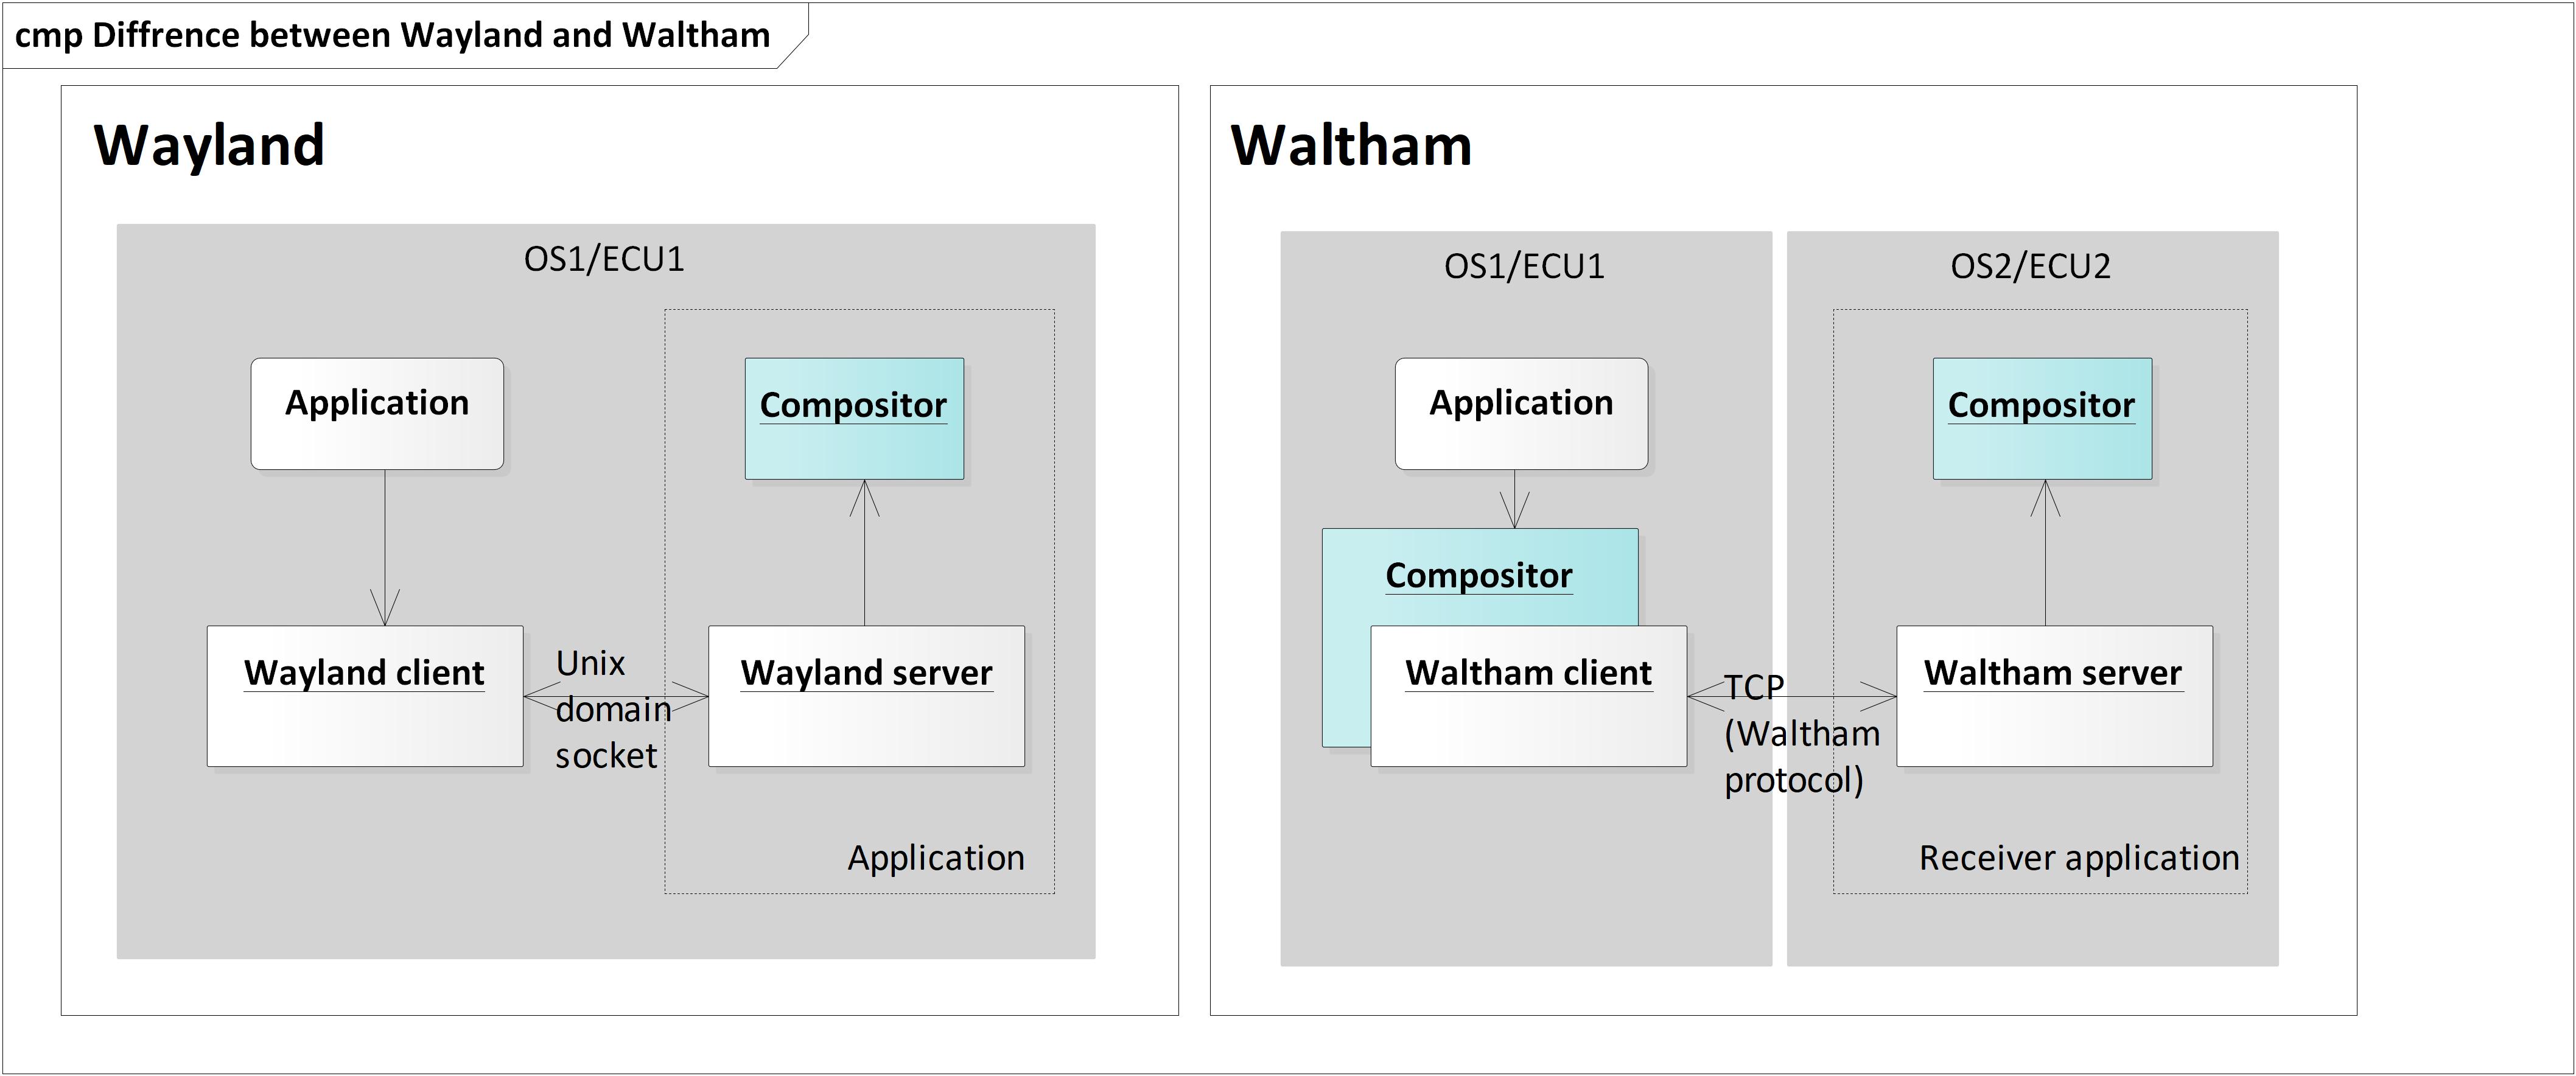 cmp Diffrence between Wayland and Waltham
Wayland
OS1/ECU1
Application
Compositor
Wayland client
Unix
domain
socket
Wayland server
Application
Waltham
OS1/ECU1
Application
Compositor
Waltham client
TCP
(Waltham
protocol)
OS2/ECU2
Compositor
Waltham server
Receiver application